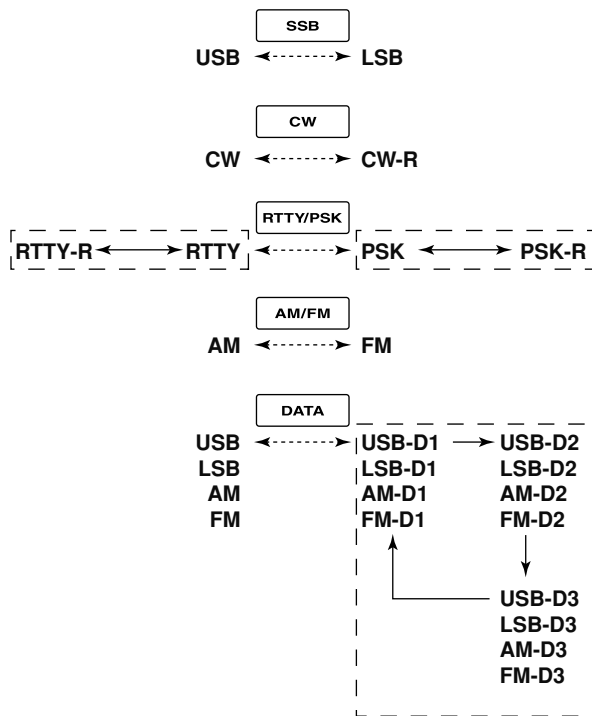 SSB
USB LSB
CW
CW CW-R
RTTY/PSK
RTTY-R RTTY PSK PSK-R
AM/FM
AM FM
DATA
USB USB-D1 USB-D2
LSB LSB-D1 LSB-D2
AM AM-D1 AM-D2
FM FM-D1 FM-D2
USB-D3
LSB-D3
AM-D3
FM-D3